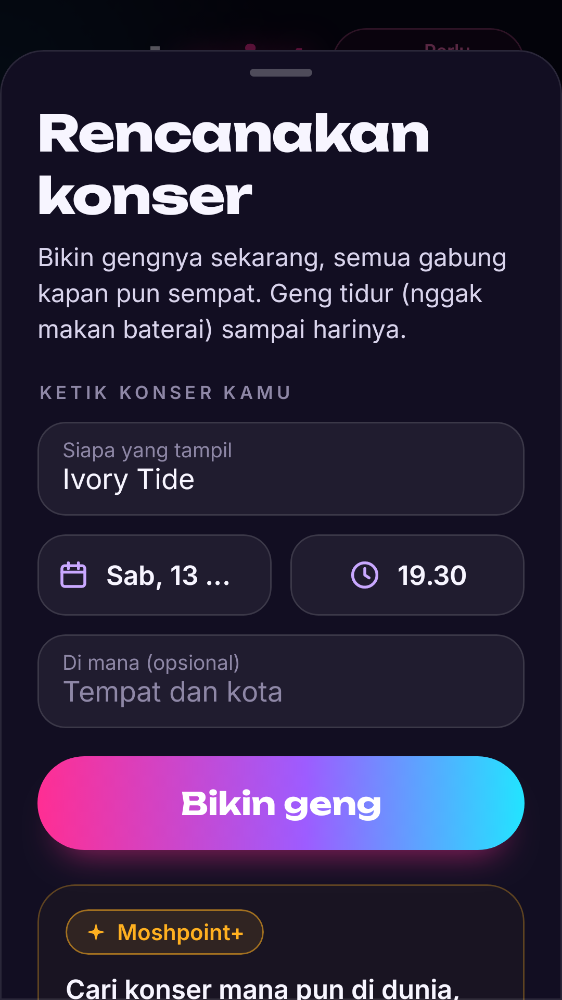 Rencanakan
konser
Bikin gengnya sekarang, semua gabung
kapan pun sempat. Geng tidur (nggak
makan baterai) sampai harinya.
KETIK KONSER KAMU
Siapa yang tampil
Ivory Tide
Sab, 13 ...
19.30
Di mana (opsional)
Tempat dan kota
Bikin geng
Moshpoint+
Cari konser mana pun di dunia,